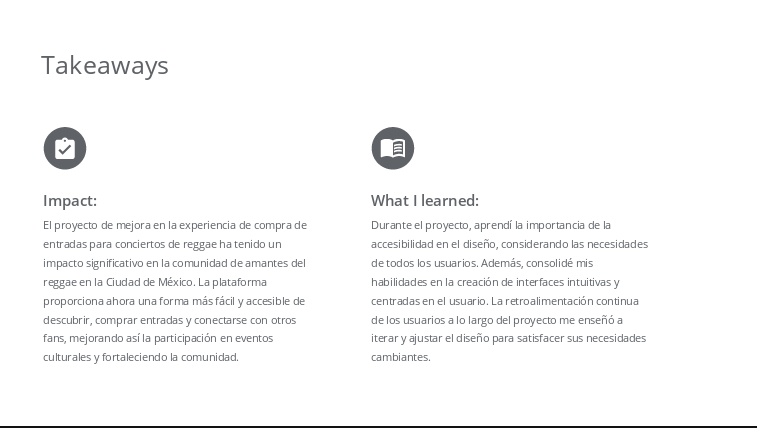 Takeaways
Impact:
El proyecto de mejora en la experiencia de compra de
entradas para conciertos de reggae ha tenido un
impacto significativo en la comunidad de amantes del
reggae en la Ciudad de México. La plataforma
proporciona ahora una forma más fácil y accesible de
descubrir, comprar entradas y conectarse con otros
fans, mejorando así la participación en eventos
culturales y fortaleciendo la comunidad.
What I learned:
Durante el proyecto, aprendí la importancia de la
accesibilidad en el diseño, considerando las necesidades
de todos los usuarios. Además, consolidé mis
habilidades en la creación de interfaces intuitivas y
centradas en el usuario. La retroalimentación continua
de los usuarios a lo largo del proyecto me enseñó a
iterar y ajustar el diseño para satisfacer sus necesidades
cambiantes.